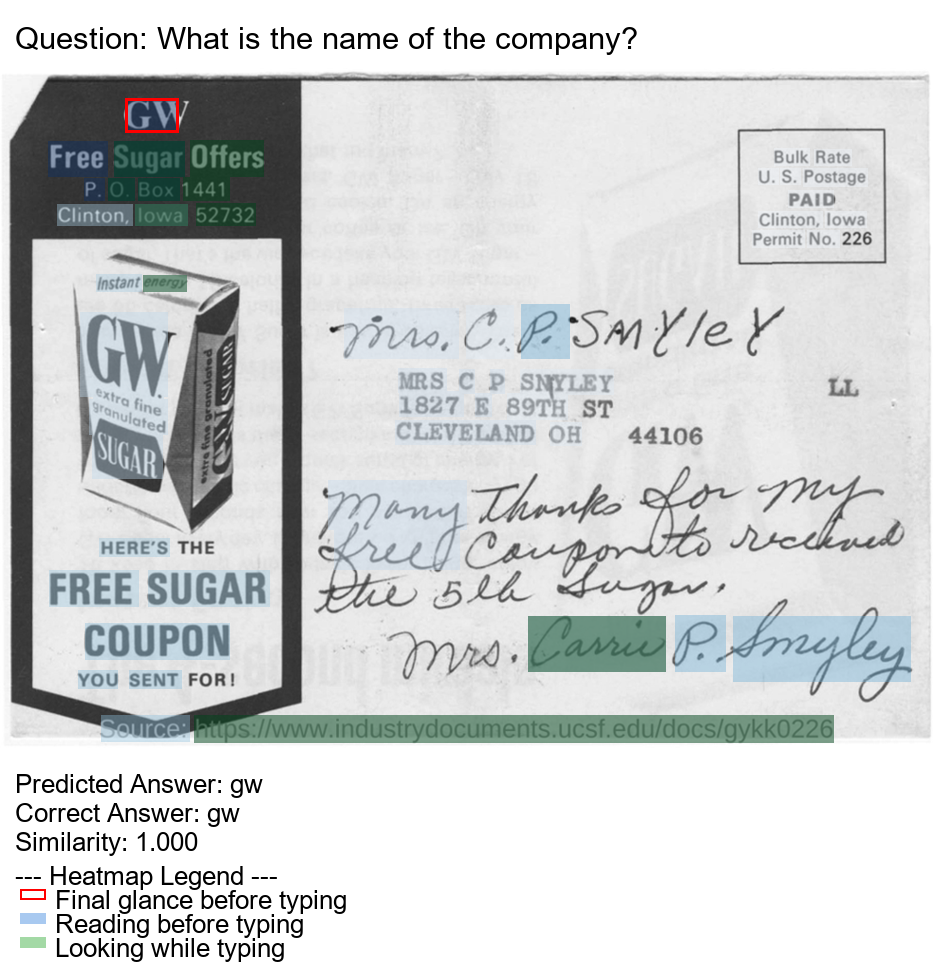 Question: What is the name of the company?
GW
Free Sugar Offers
P. O. Box 1441
Clinton, Iowa 52732
Bulk Rate
U. S. Postage
PAID
Clinton, Iowa
Permit No. 226
instant energy
GW
extra fine
granulated
SUGAR
extra fine granulated
GW SUGAR
Mrs. C. P. SMYleY
MRS C P SMYLEY
1827 E 89TH ST
CLEVELAND OH 44106
LL
Many Thanks for my
free Coupon to received
the 5 lb Sugar.
Mrs. Carrie P. Smyley
HERE'S THE
FREE SUGAR
COUPON
YOU SENT FOR!
Source: https://www.industrydocuments.ucsf.edu/docs/gykk0226
Predicted Answer: gw
Correct Answer: gw
Similarity: 1.000
--- Heatmap Legend ---
Final glance before typing
Reading before typing
Looking while typing